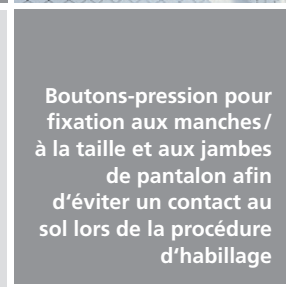 Boutons-pression pour
fixation aux manches /
à la taille et aux jambes
de pantalon afin
d‘éviter un contact au
sol lors de la procédure
d‘habillage